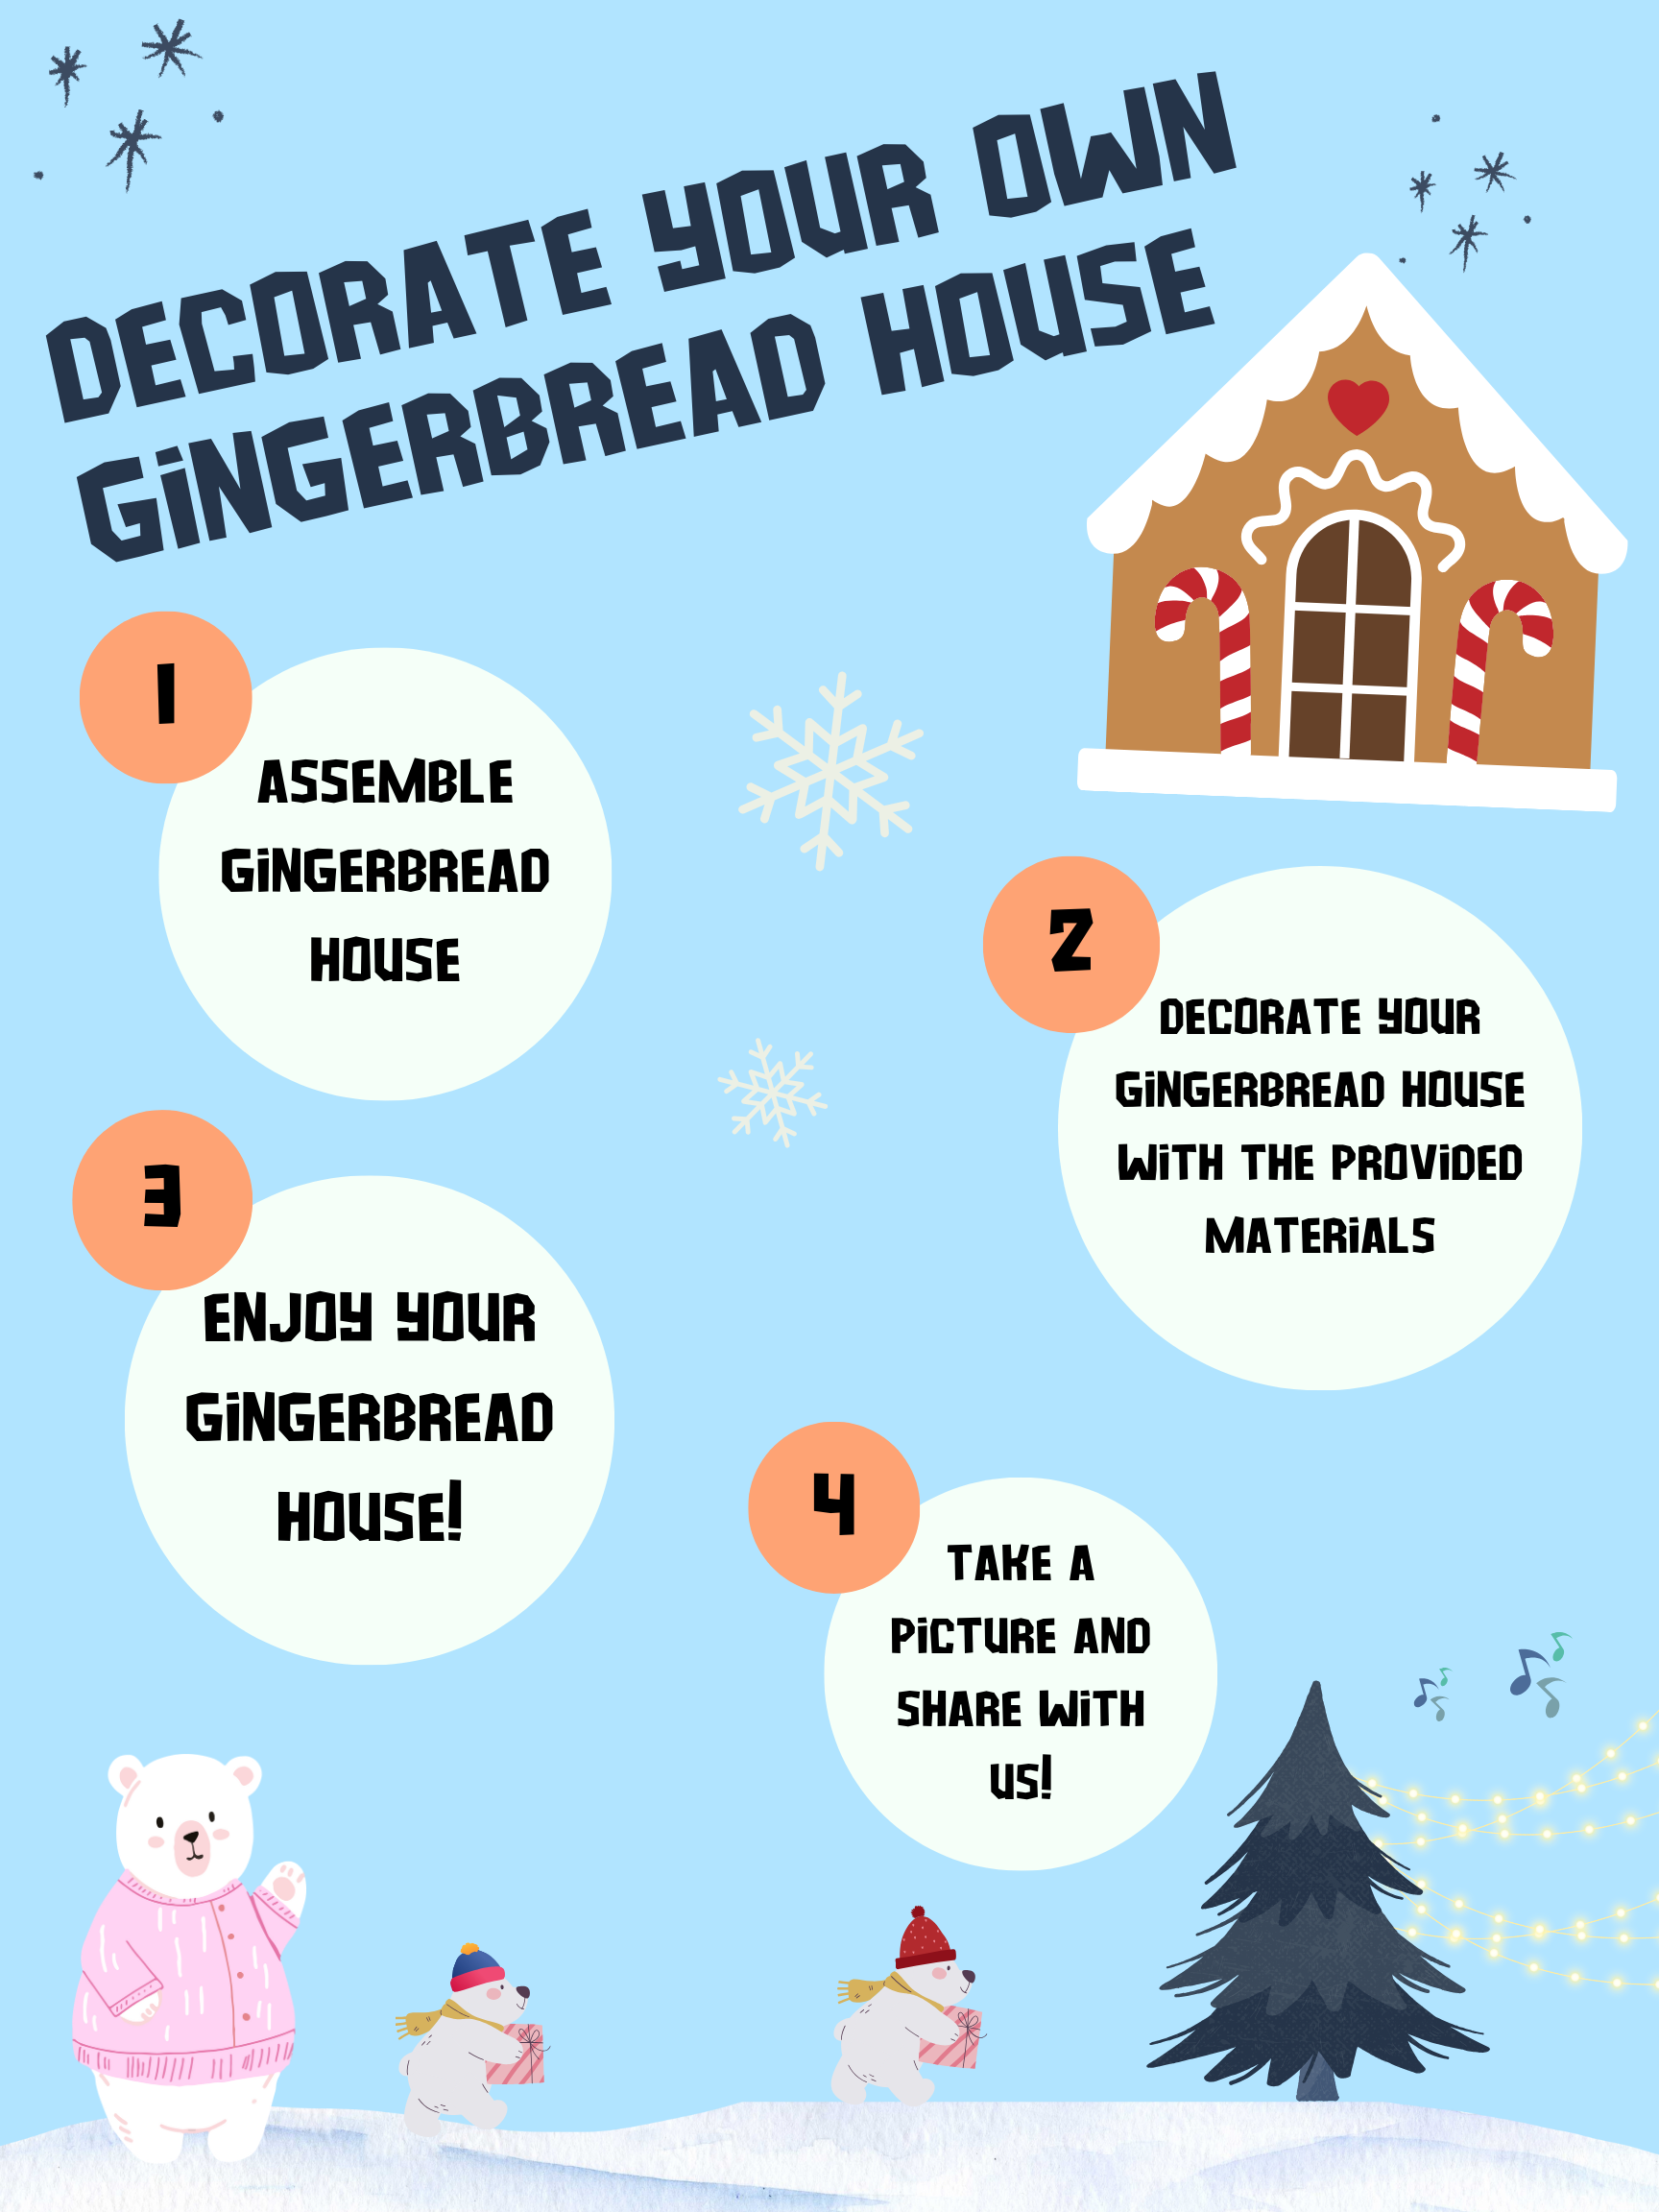 DECORATE YOUR OWN
GiNGERBREAD HOUSE
1
ASSEMBLE
GiNGERBREAD
HOUSE
2
DECORATE YOUR
GiNGERBREAD HOUSE
WiTH THE PROViDED
MATERiALS
3
ENJOY YOUR
GiNGERBREAD
HOUSE!
4
TAKE A
PiCTURE AND
SHARE WiTH
US!